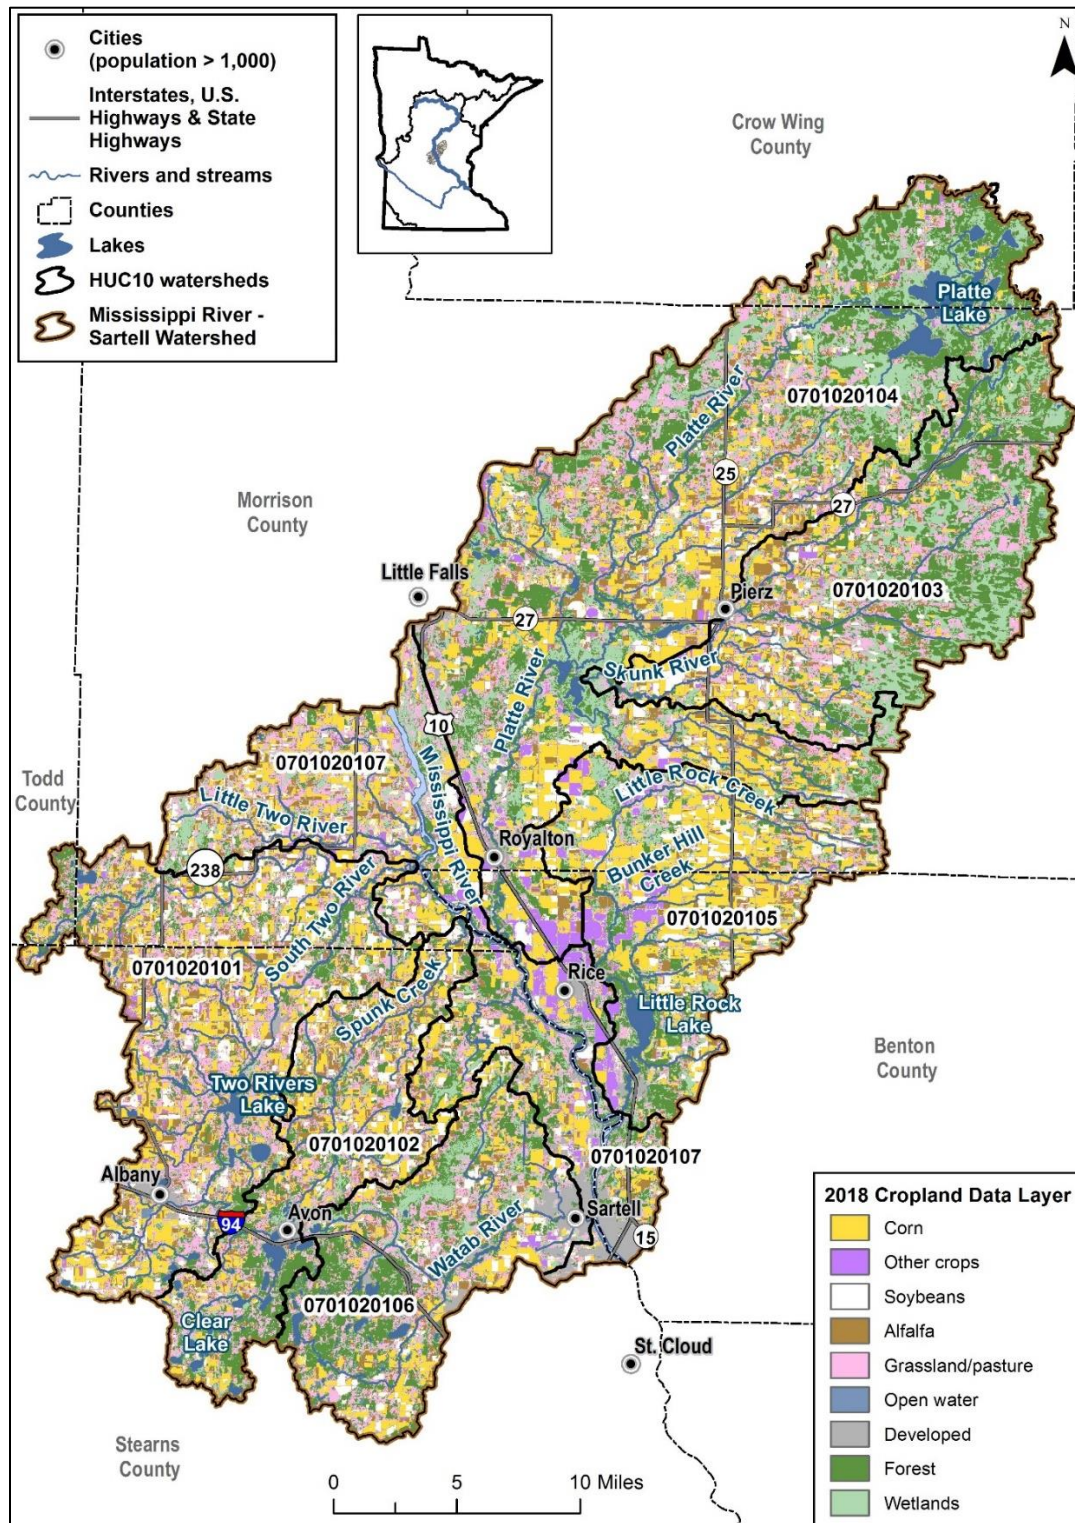 Cities
(population > 1,000)
Interstates, U.S.
Highways & State
Highways
Rivers and streams
Counties
Lakes
HUC10 watersheds
Mississippi River -
Sartell Watershed
N
Crow Wing
County
Platte
Lake
0701020104
Platte River
25
27
Morrison
County
Little Falls
0701020103
Pierz
27
Skunk River
Platte River
10
Mississippi River
0701020107
Todd
County
Little Two River
Little Rock Creek
Royalton
Bunker Hill
Creek
238
South Two River
0701020105
0701020101
Rice
Spunk Creek
Little Rock
Lake
Benton
County
Two Rivers
Lake
0701020102
0701020107
Albany
Avon
Sartell
94
Watab River
15
0701020106
Clear
Lake
St. Cloud
Stearns
County
0 5 10 Miles
2018 Cropland Data Layer
Corn
Other crops
Soybeans
Alfalfa
Grassland/pasture
Open water
Developed
Forest
Wetlands